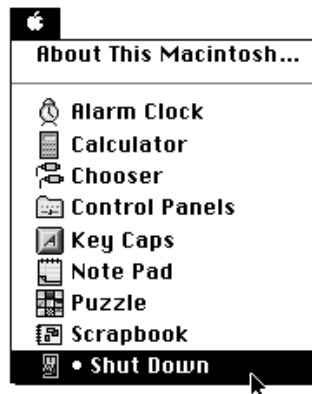 About This Macintosh...
Alarm Clock
Calculator
Chooser
Control Panels
Key Caps
Note Pad
Puzzle
Scrapbook
• Shut Down